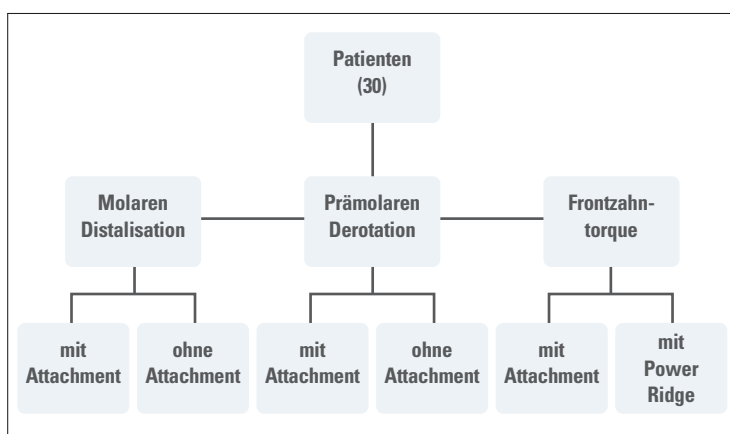 Patienten
(30)
Molaren
Distalisation
Prämolaren
Derotation
Frontzahn-
torque
mit
Attachment
ohne
Attachment
mit
Attachment
ohne
Attachment
mit
Attachment
mit
Power
Ridge